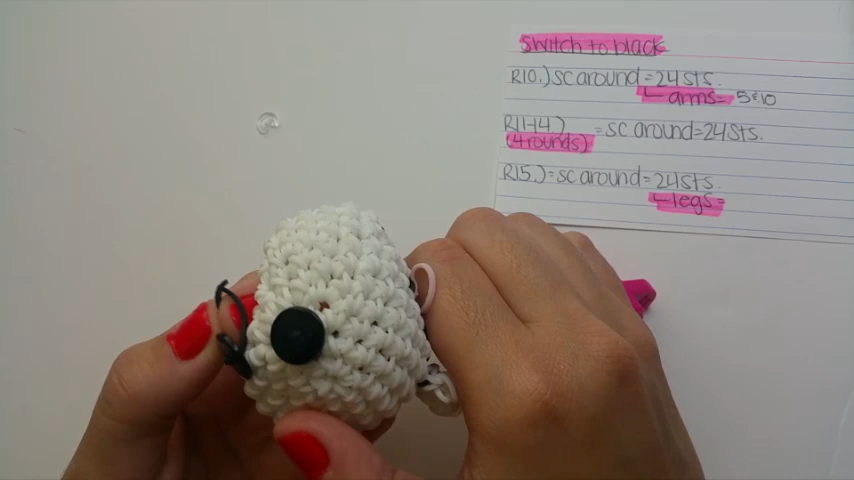 Switch to black
R10.) sc around = 24 sts.
└ arms = 5 & 10
R11-14.) = sc around = 24 sts.
(4 rounds)
R15.) = sc around = 24 sts.
└ legs =